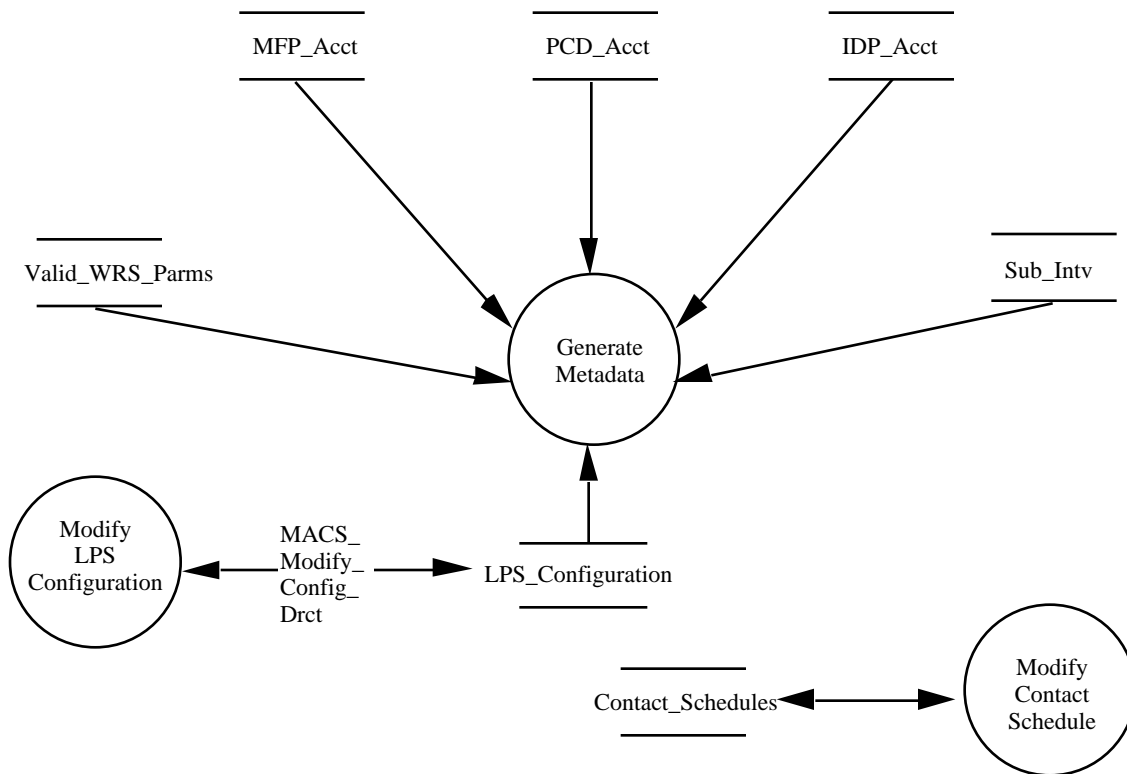 MFP_Acct
PCD_Acct
IDP_Acct
Valid_WRS_Parms
Sub_Intv
Generate
Metadata
Modify
LPS
Configuration
MACS_
Modify_
Config_
Drct
LPS_Configuration
Contact_Schedules
Modify
Contact
Schedule